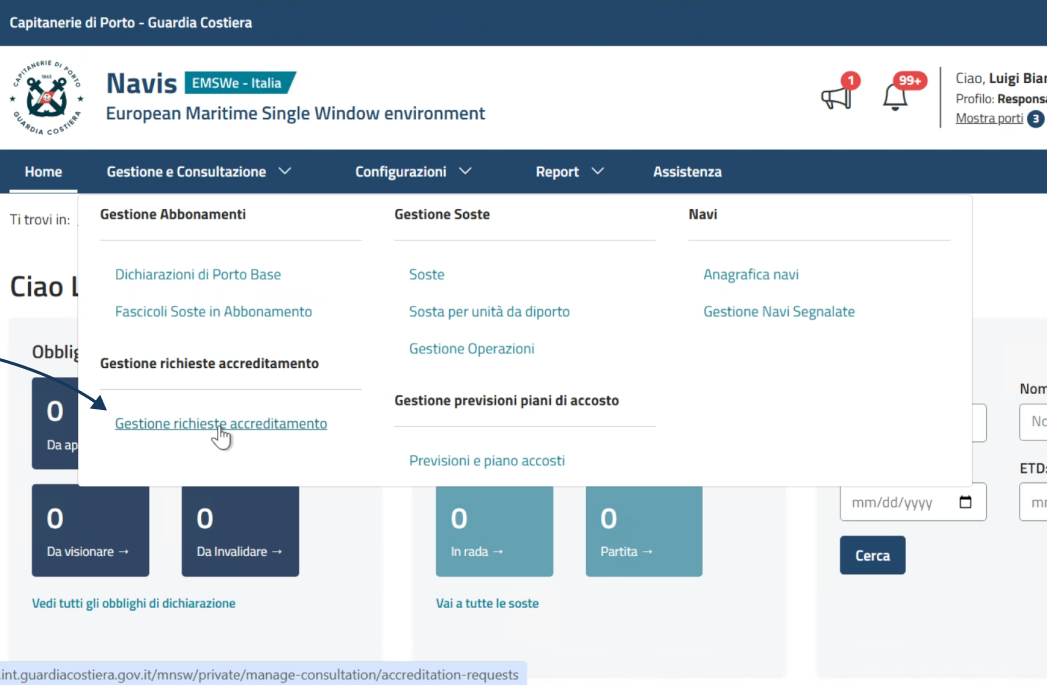 Capitanerie di Porto - Guardia Costiera
CAPITANERIE DI PORTO
1865
GUARDIA COSTIERA
Navis EMSWe - Italia
European Maritime Single Window environment
1
99+
Ciao, Luigi
Profilo:
Mostra porti 3
Home Gestione e Consultazione Configurazioni Report Assistenza
Ti trovi in:
Gestione Abbonamenti Gestione Soste Navi
Dichiarazioni di Porto Base Soste Anagrafica navi
Fascicoli Soste in Abbonamento Sosta per unità da diporto Gestione Navi Segnalate
Gestione Operazioni
Gestione richieste accreditamento
Gestione previsioni piani di accosto
Gestione richieste accreditamento
Previsioni e piano accosti
Ciao
0
Da
ETD:
mm/dd/yyyy
0 Da visionare →
0 Da Invalidare →
0 In rada →
0 Partita →
Cerca
Vedi tutti gli obblighi di dichiarazione
Vai a tutte le soste
.int.guardiacostiera.gov.it/mnsw/private/manage-consultation/accreditation-requests